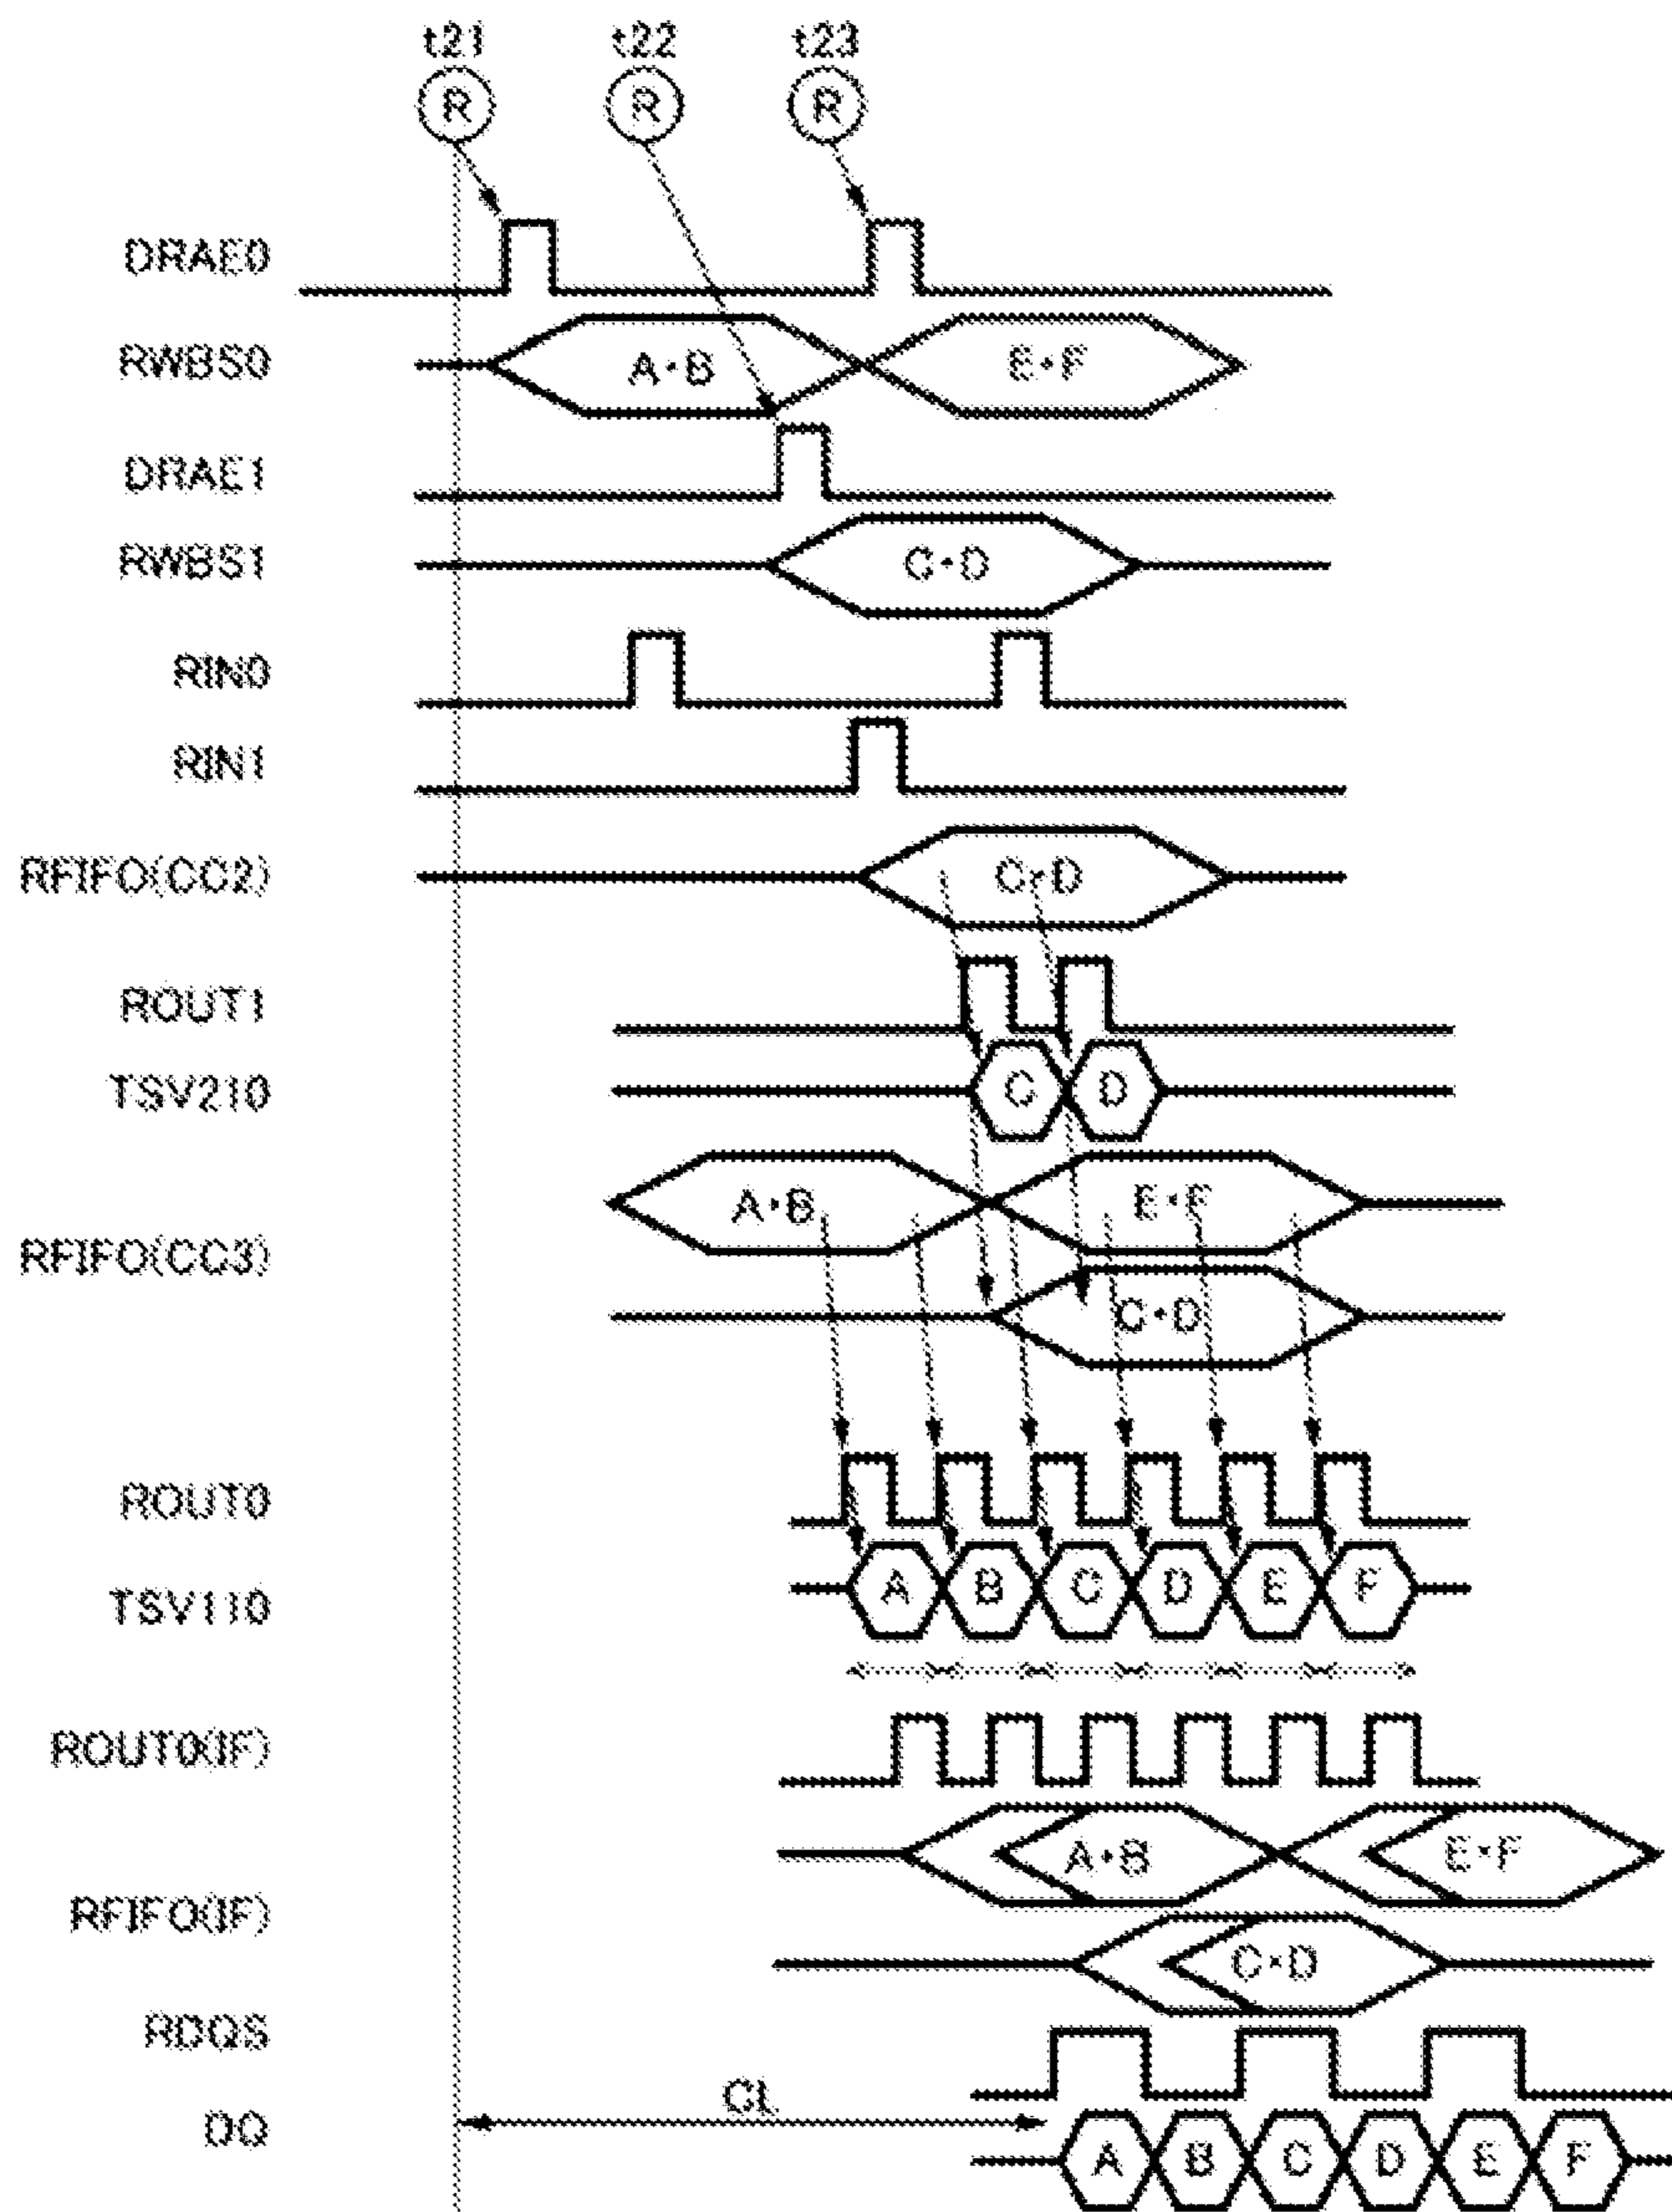 t21 t22 t23
R R R
DRAE0
RWBS0 A・B E・F
DRAE1
RWBS1 C・D
RIN0
RIN1
RFIFO(CC2) C・D
ROUT1
TSV210 C D
A・B E・F
RFIFO(CC3)
C・D
ROUT0
TSV110 A B C D E F
ROUT0(IF)
A・B E・F
RFIFO(IF)
C・D
RDQS
CL
DQ A B C D E F